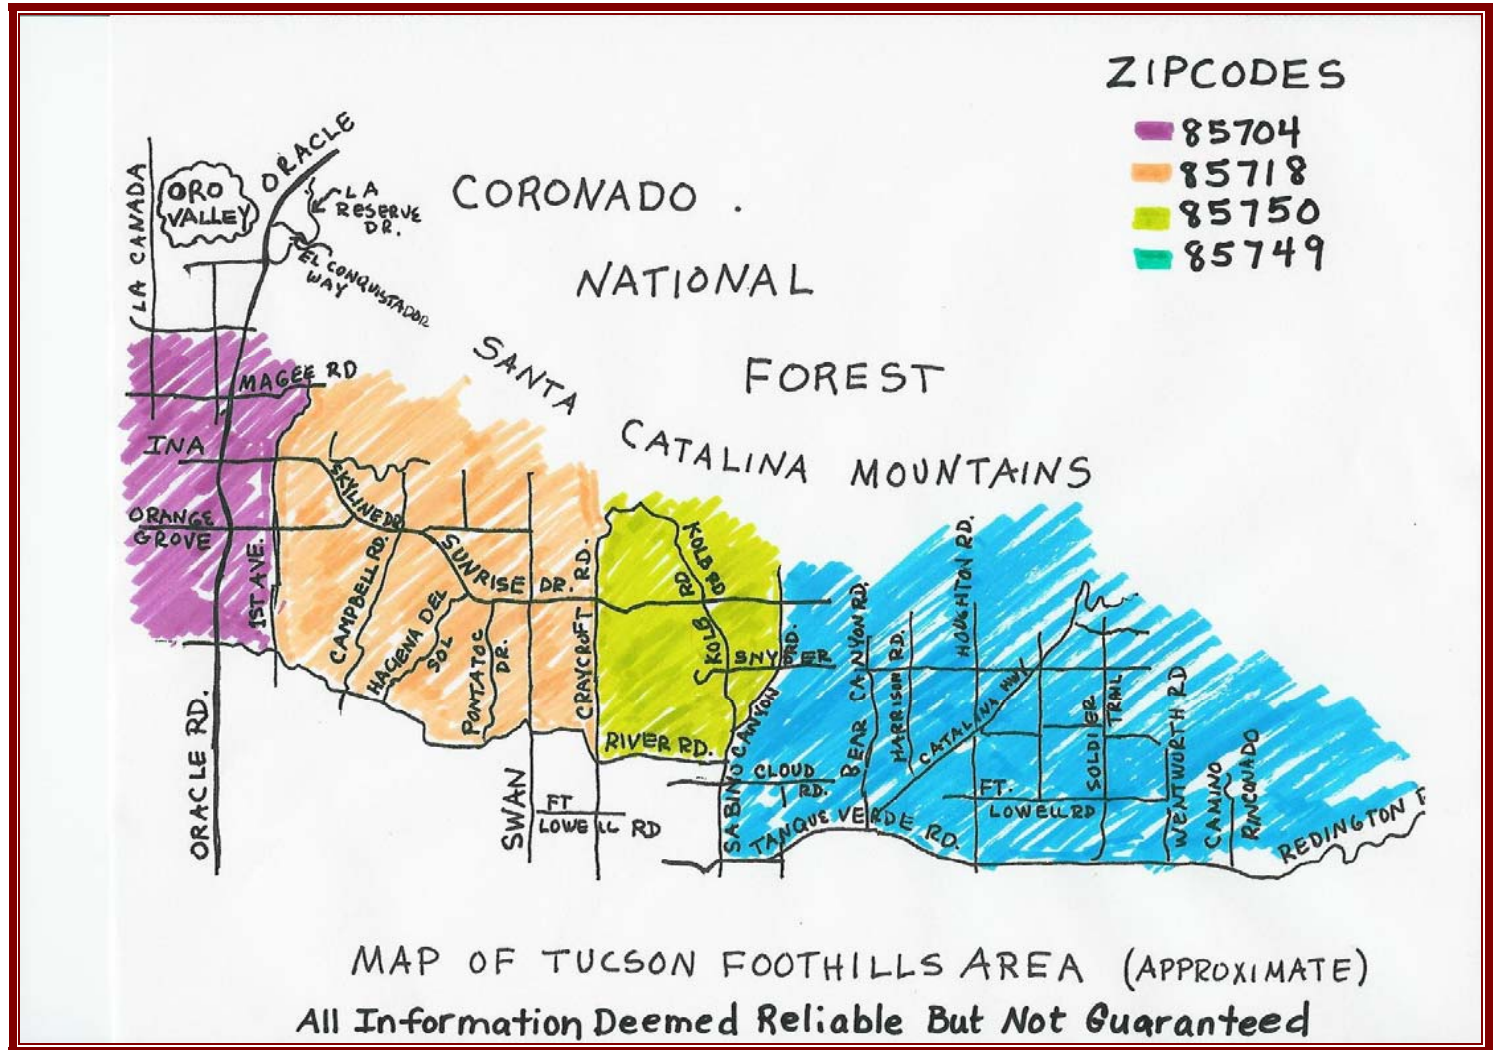 ZIPCODES
85704
85718
85750
85749
LA CANADA
ORO
VALLEY
ORACLE
LA
RESERVE
DR.
EL CONQUISTADOR
WAY
CORONADO .
NATIONAL
FOREST
SANTA
CATALINA MOUNTAINS
MAGEE RD
INA
ORANGE
GROVE
1ST AVE.
SKYLINE DR
CAMPBELL RD.
SUNRISE DR.
HACIENA DEL
SOL
PONTATOC
DR.
CRAYCROFT RD.
KOLB RD
KOLB RD
SNYDER
RD.
RIVER RD.
SABINO CANYON
CLOUD
RD.
BEAR CANYON RD.
HARRISON RD.
HOUGHTON RD.
CATALINA HWY
SOLDIER
TRAIL
WENTWORTH RD
CAMINO
RINCONADO
REDINGTON
FT.
LOWELL RD
TANQUE VERDE RD.
ORACLE RD.
SWAN
FT
LOWELL RD
MAP OF TUCSON FOOTHILLS AREA (APPROXIMATE)
All Information Deemed Reliable But Not Guaranteed